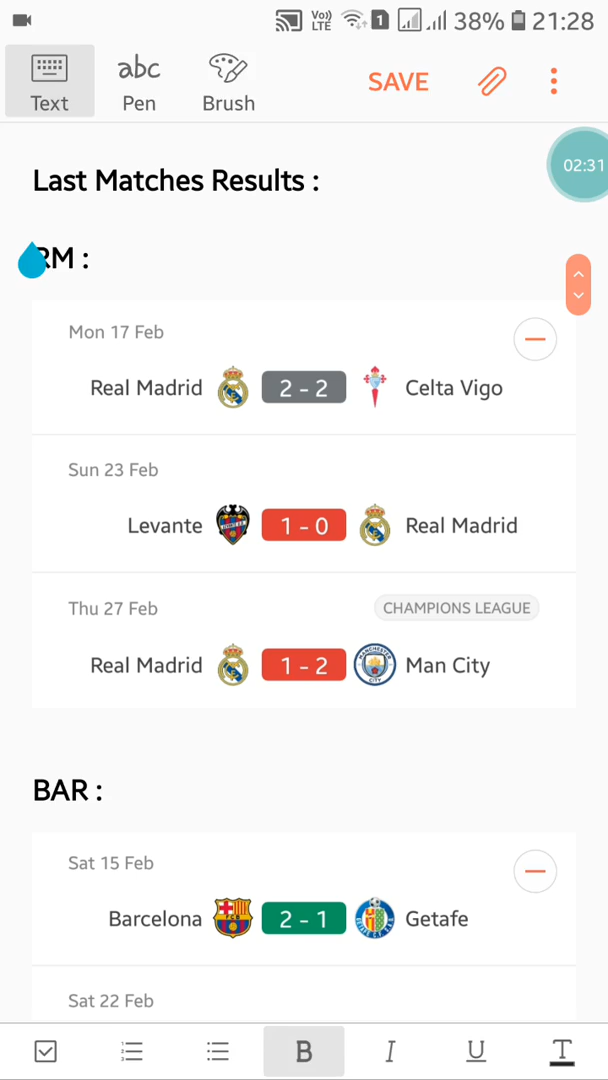 Vo)) LTE 1 38% 21:28
Text
abc
Pen
Brush
SAVE
02:31
Last Matches Results :
RM :
Mon 17 Feb
Real Madrid 2 - 2 Celta Vigo
Sun 23 Feb
Levante 1 - 0 Real Madrid
Thu 27 Feb CHAMPIONS LEAGUE
Real Madrid 1 - 2 Man City
BAR :
Sat 15 Feb
Barcelona 2 - 1 Getafe
Sat 22 Feb
B I U T